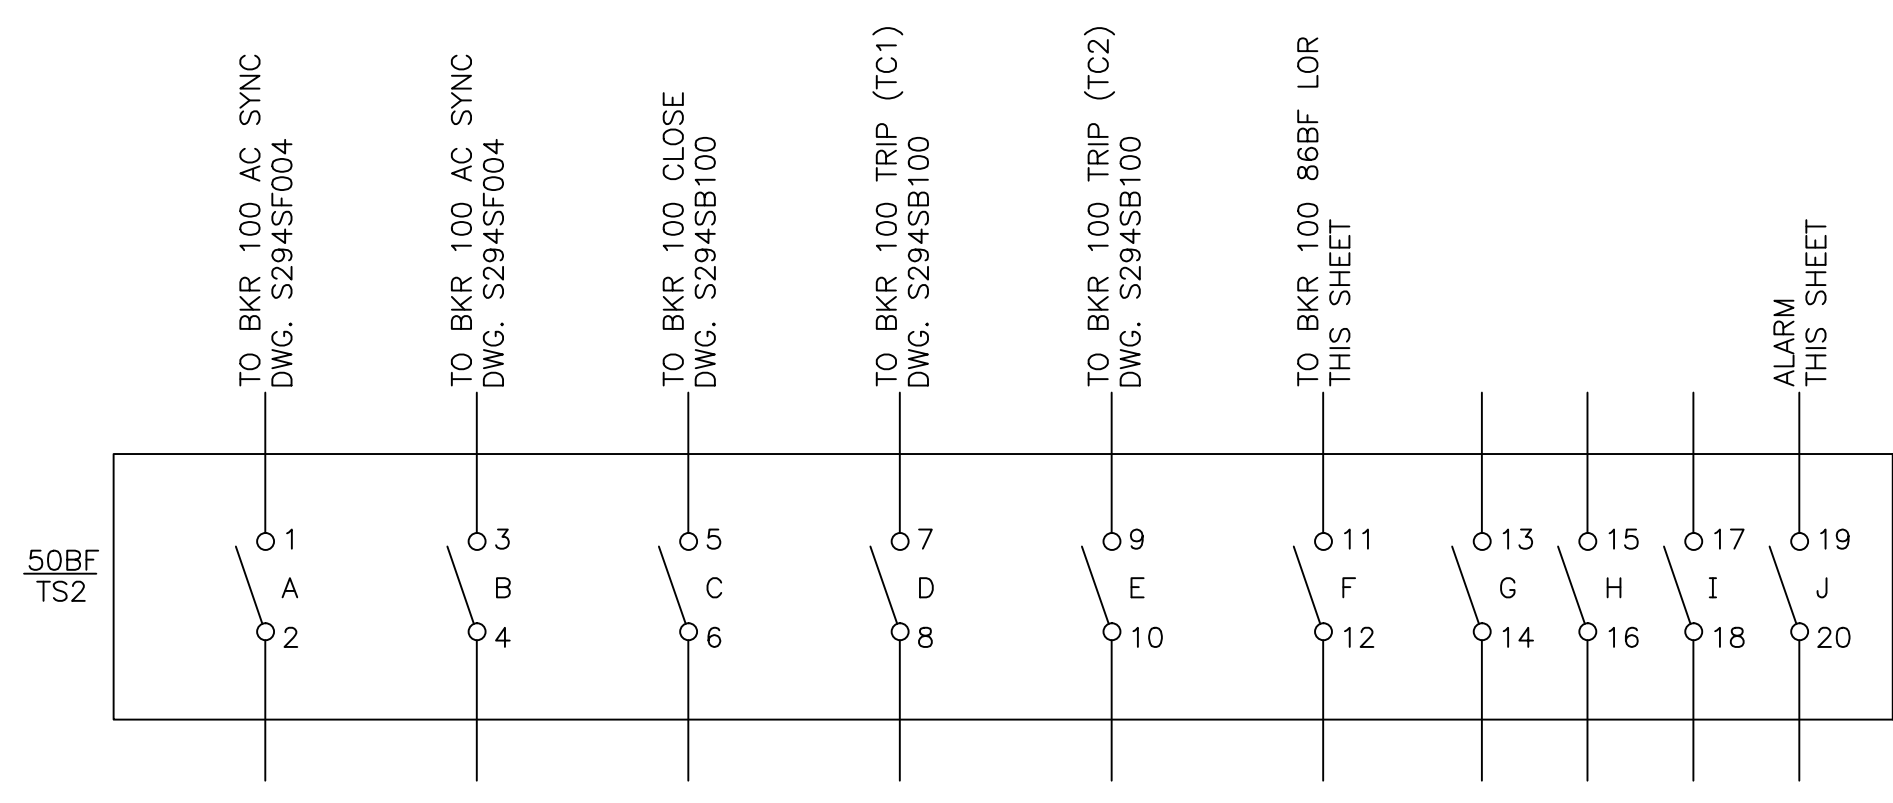 TO BKR 100 AC SYNC
DWG. S294SF004
TO BKR 100 AC SYNC
DWG. S294SF004
TO BKR 100 CLOSE
DWG. S294SB100
TO BKR 100 TRIP (TC1)
DWG. S294SB100
TO BKR 100 TRIP (TC2)
DWG. S294SB100
TO BKR 100 86BF LOR
THIS SHEET
ALARM
THIS SHEET
50BF
TS2
1
A
2
3
B
4
5
C
6
7
D
8
9
E
10
11
F
12
13
G
14
15
H
16
17
I
18
19
J
20